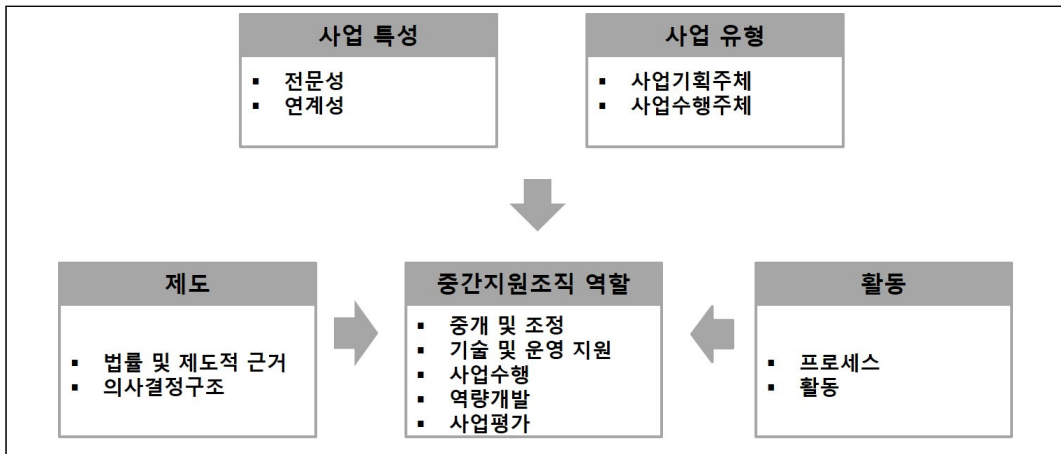 사업 특성
▪ 전문성
▪ 연계성
사업 유형
▪ 사업기획주체
▪ 사업수행주체
제도
▪ 법률 및 제도적 근거
▪ 의사결정구조
중간지원조직 역할
▪ 중개 및 조정
▪ 기술 및 운영 지원
▪ 사업수행
▪ 역량개발
▪ 사업평가
활동
▪ 프로세스
▪ 활동